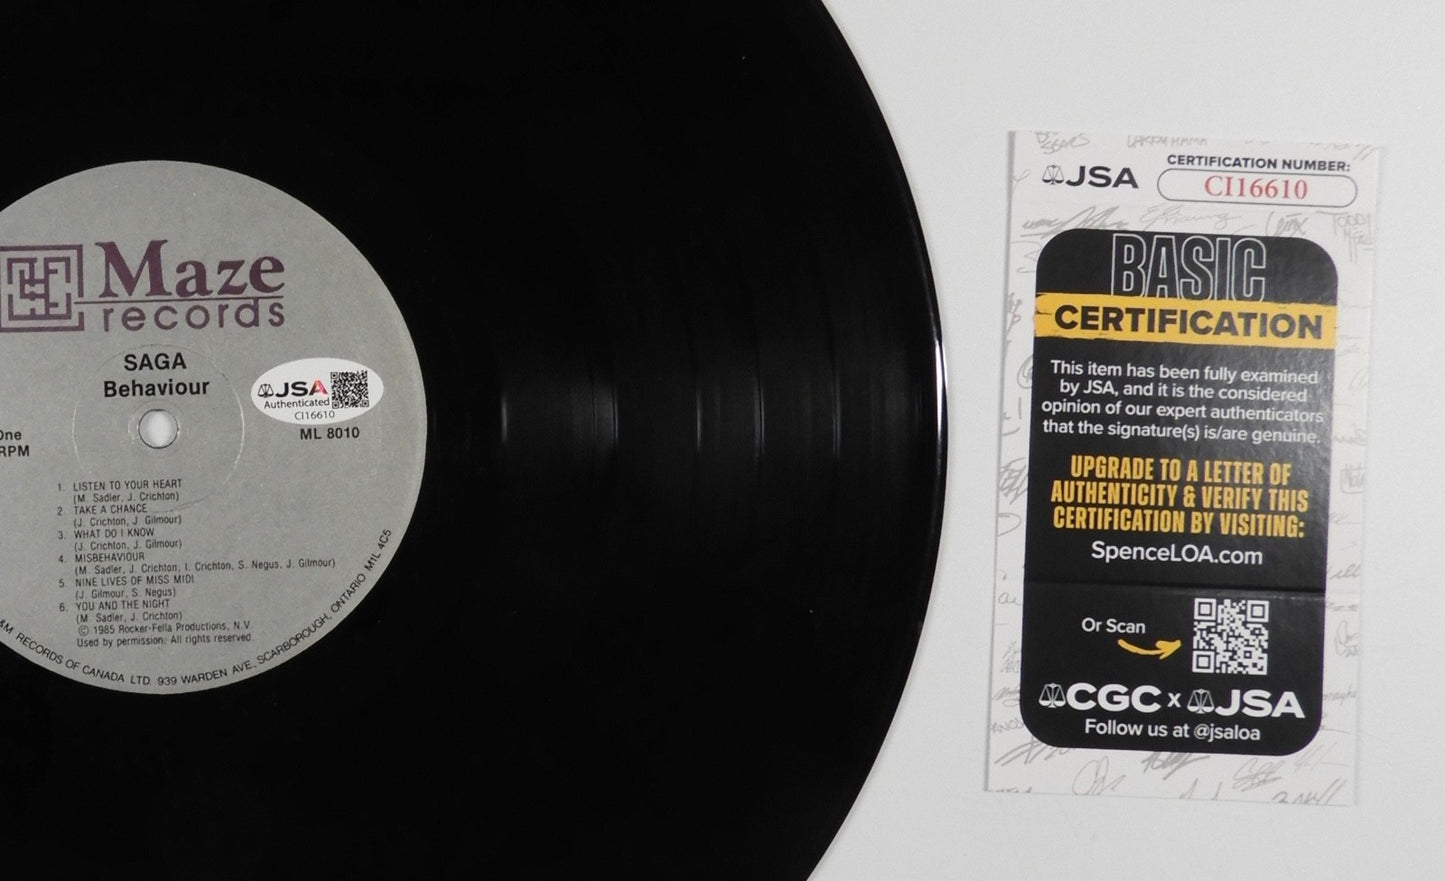 Maze
records
SAGA
Behaviour
JSA
Authenticated
CI16610
One
RPM
ML 8010
1. LISTEN TO YOUR HEART
(M. Sadler, J. Crichton)
2. TAKE A CHANCE
(J. Crichton, J. Gilmour)
3. WHAT DO I KNOW
(J. Crichton, J. Gilmour)
4. MISBEHAVIOUR
(M. Sadler, J. Crichton, I. Crichton, S. Negus, J. Gilmour)
5. NINE LIVES OF MISS MIDI
(J. Gilmour, S. Negus)
6. YOU AND THE NIGHT
(M. Sadler, J. Crichton)
© 1985 Rocker-Fella Productions, N.V.
Used by permission. All rights reserved
&M RECORDS OF CANADA LTD. 939 WARDEN AVE., SCARBOROUGH, ONTARIO M1L 4C5
JSA
CERTIFICATION NUMBER:
CI16610
BASIC
CERTIFICATION
This item has been fully examined
by JSA, and it is the considered
opinion of our expert authenticators
that the signature(s) is/are genuine.
UPGRADE TO A LETTER OF
AUTHENTICITY & VERIFY THIS
CERTIFICATION BY VISITING:
SpenceLOA.com
Or Scan
CGC x JSA
Follow us at @jsaloa